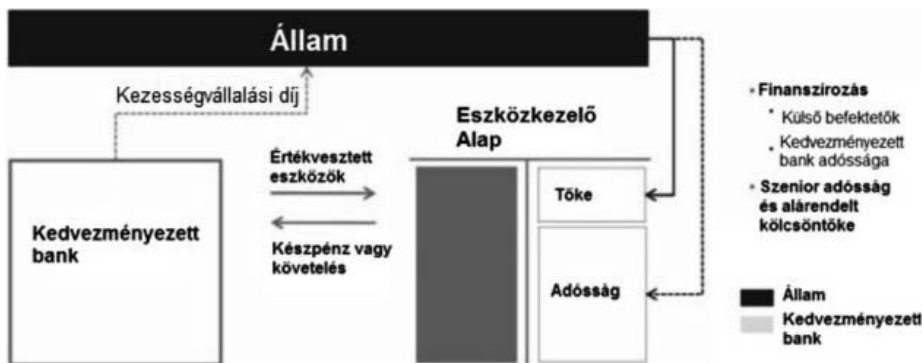 Állam
Kezességvállalási díj
Eszközkezelő
Alap
Értékvesztett
eszközök
Kedvezményezett
bank
Készpénz vagy
követelés
Tőke
Adósság
• Finanszírozás
• Külső befektetők
• Kedvezményezett
bank adóssága
• Szenior adósság
és alárendelt
kölcsöntőke
Állam
Kedvezményezett
bank